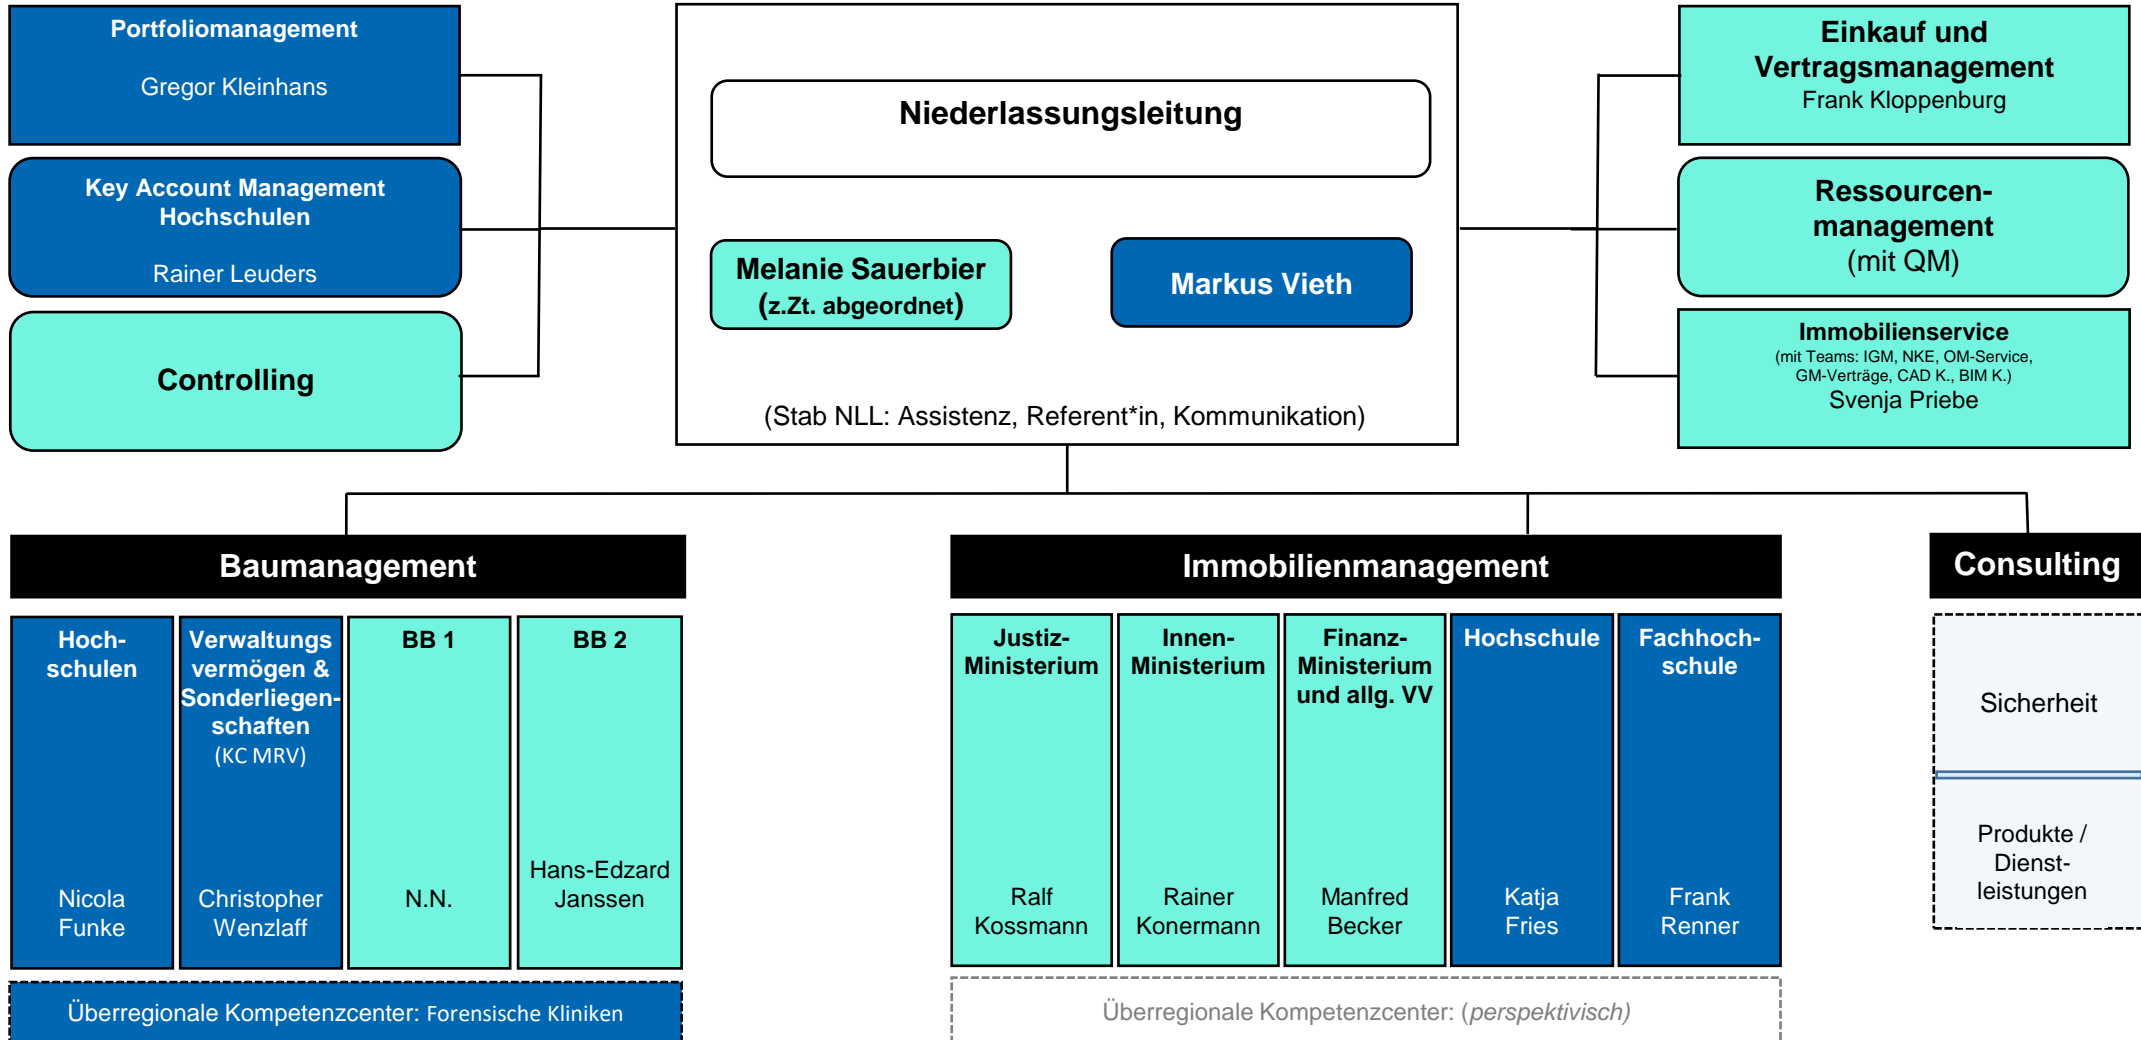 Portfoliomanagement
Gregor Kleinhans
Key Account Management
Hochschulen
Rainer Leuders
Controlling
Niederlassungsleitung
Melanie Sauerbier
(z.Zt. abgeordnet)
Markus Vieth
(Stab NLL: Assistenz, Referent*in, Kommunikation)
Einkauf und
Vertragsmanagement
Frank Kloppenburg
Ressourcen-
management
(mit QM)
Immobilienservice
(mit Teams: IGM, NKE, OM-Service,
GM-Verträge, CAD K., BIM K.)
Svenja Priebe
Baumanagement
Hoch-
schulen
Nicola
Funke
Verwaltungs
vermögen &
Sonderliegen-
schaften
(KC MRV)
Christopher
Wenzlaff
BB 1
N.N.
BB 2
Hans-Edzard
Janssen
Überregionale Kompetenzcenter: Forensische Kliniken
Immobilienmanagement
Justiz-
Ministerium
Ralf
Kossmann
Innen-
Ministerium
Rainer
Konermann
Finanz-
Ministerium
und allg. VV
Manfred
Becker
Hochschule
Katja
Fries
Fachhoch-
schule
Frank
Renner
Überregionale Kompetenzcenter: (perspektivisch)
Consulting
Sicherheit
Produkte /
Dienst-
leistungen